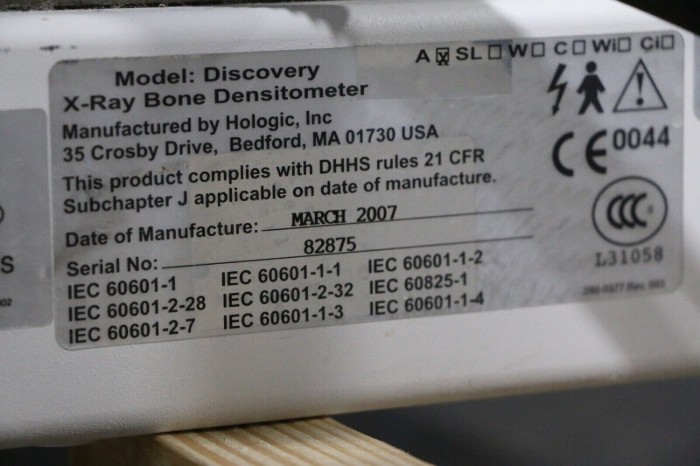 A ☒ SL ☐ W ☐ C ☐ Wi ☐ Ci ☐
Model: Discovery
X-Ray Bone Densitometer
Manufactured by Hologic, Inc
35 Crosby Drive, Bedford, MA 01730 USA
This product complies with DHHS rules 21 CFR
Subchapter J applicable on date of manufacture.
Date of Manufacture: MARCH 2007
Serial No: 82875
IEC 60601-1 IEC 60601-1-1 IEC 60601-1-2
IEC 60601-2-28 IEC 60601-2-32 IEC 60825-1
IEC 60601-2-7 IEC 60601-1-3 IEC 60601-1-4
CE 0044
CCC
L31058
S
002